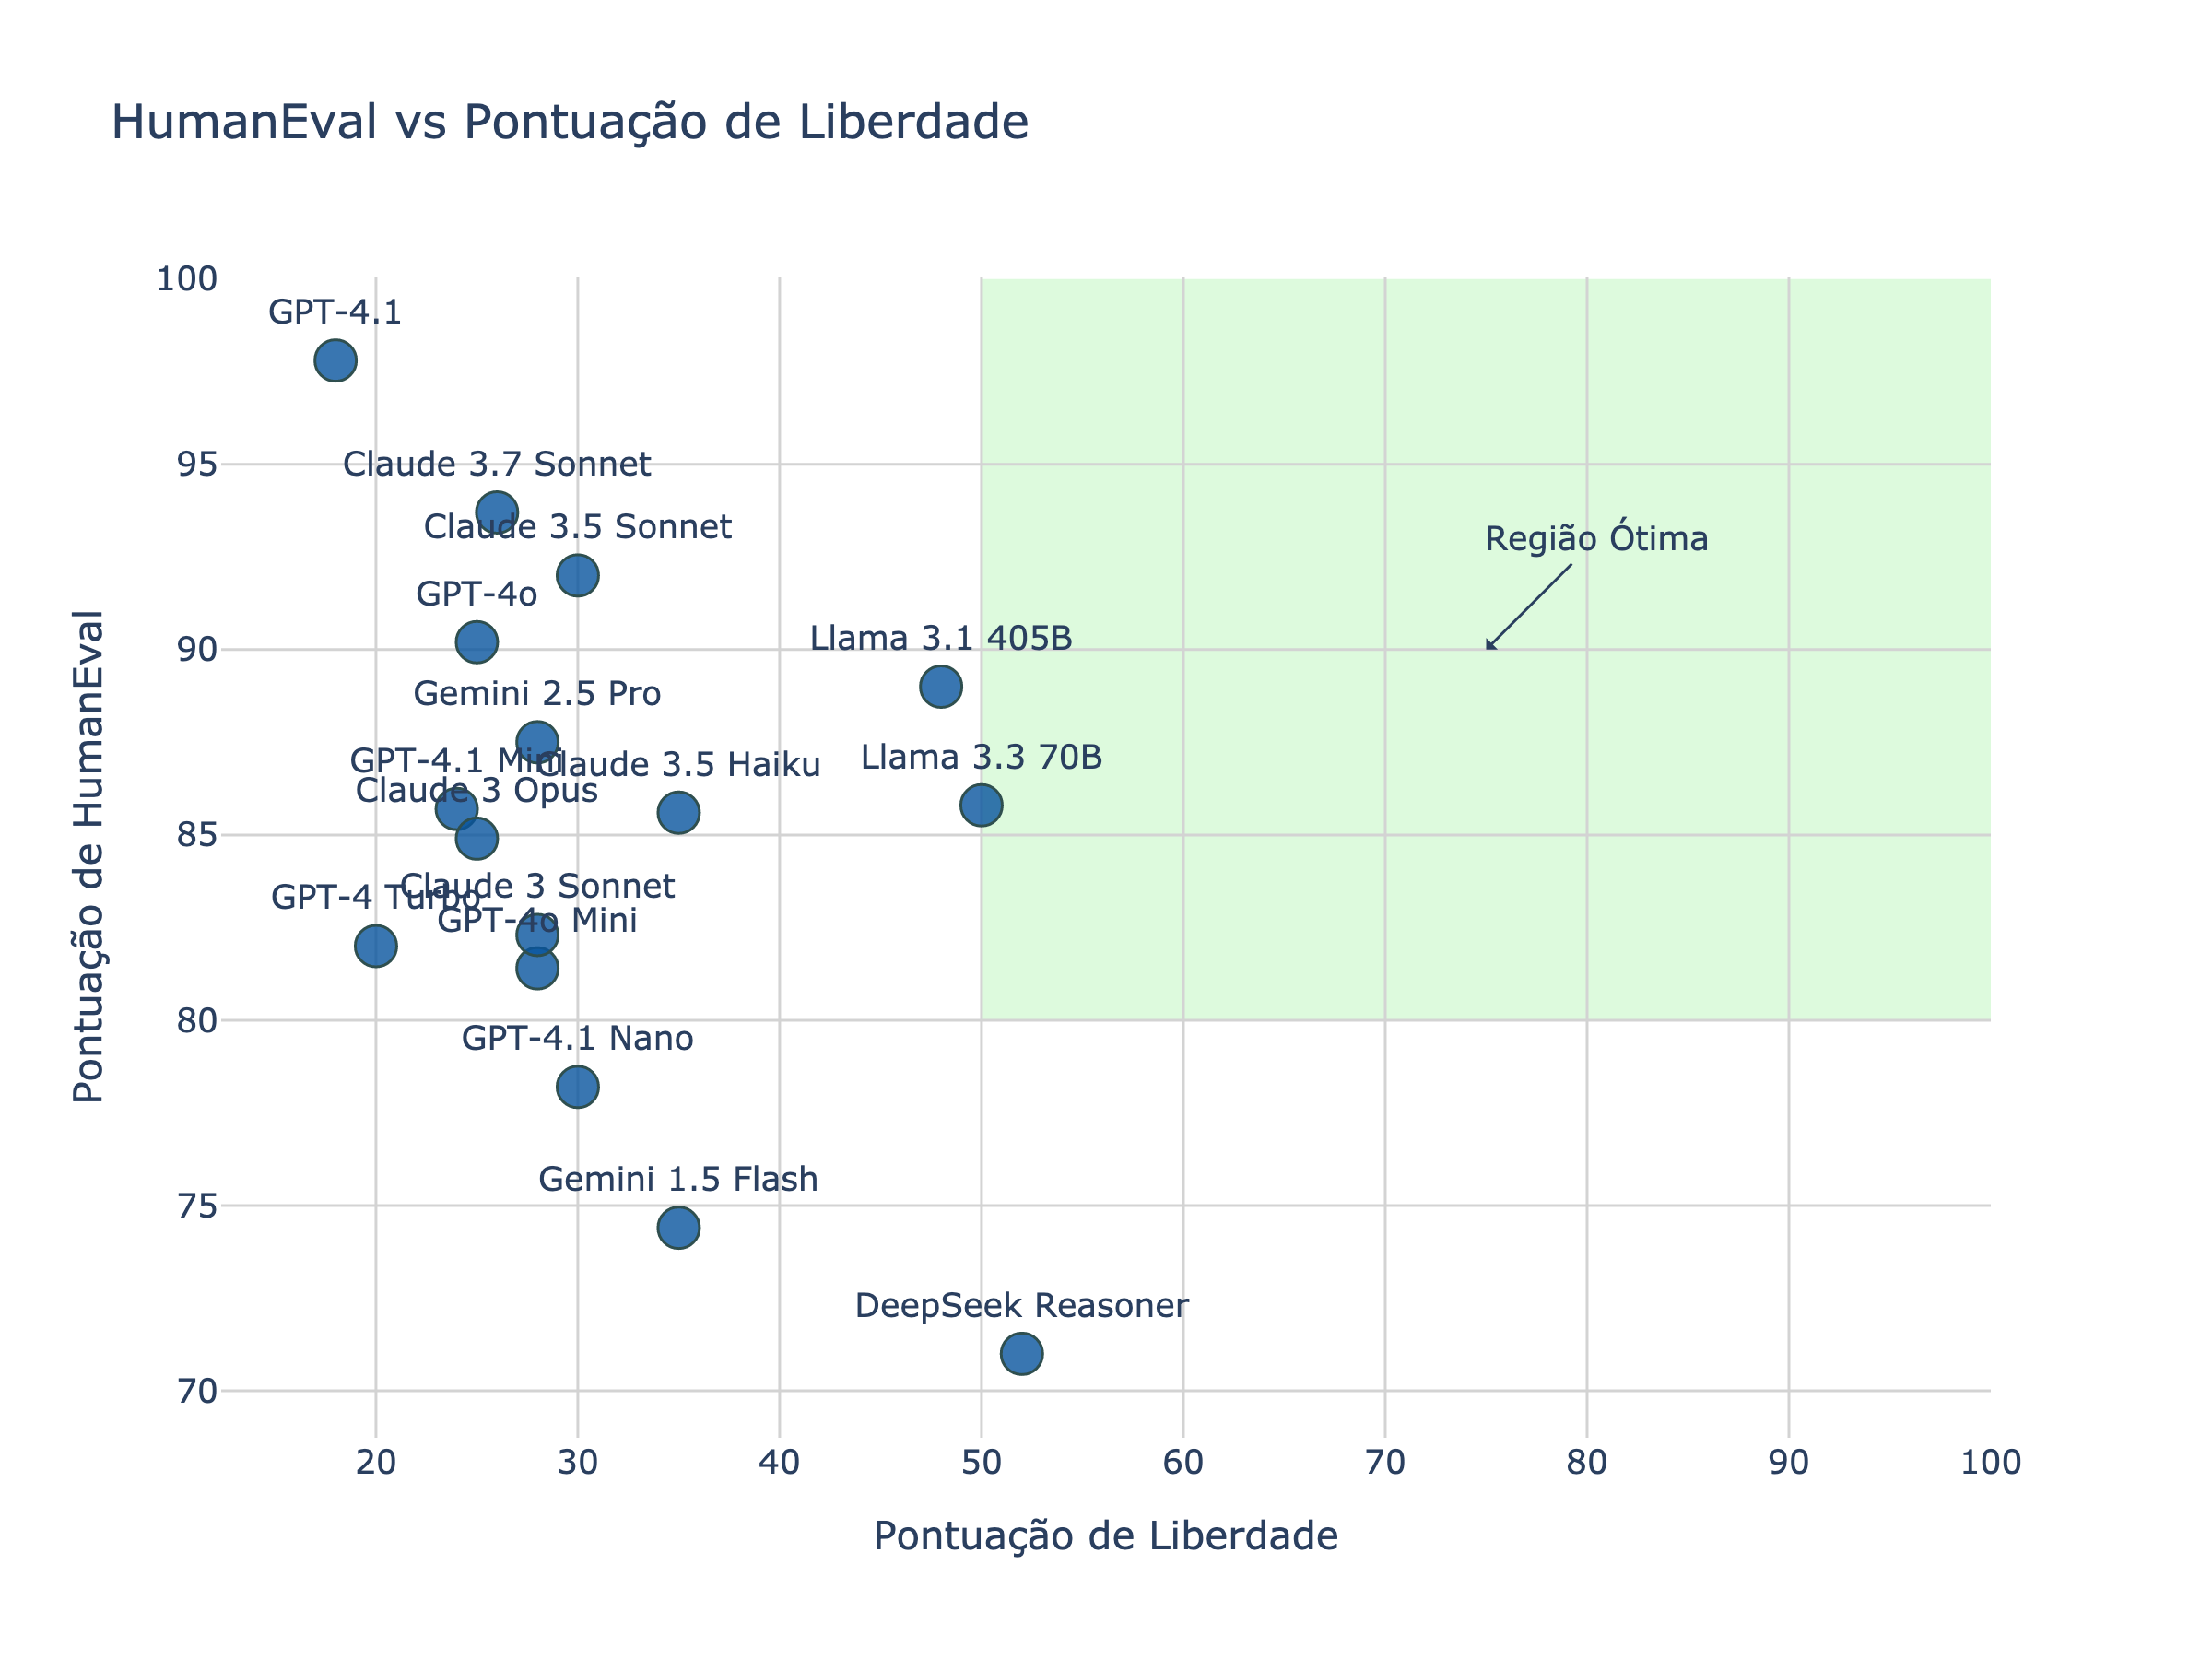 HumanEval vs Pontuação de Liberdade
100
GPT-4.1
Claude 3.7 Sonnet
95
Claude 3.5 Sonnet
Região Ótima
GPT-4o
Llama 3.1 405B
90
Gemini 2.5 Pro
Llama 3.3 70B
GPT-4.1 Mini
Claude 3.5 Haiku
Claude 3 Opus
85
Claude 3 Sonnet
GPT-4 Turbo
GPT-4o Mini
80
GPT-4.1 Nano
Gemini 1.5 Flash
75
DeepSeek Reasoner
70
Pontuação de HumanEval
20 30 40 50 60 70 80 90 100
Pontuação de Liberdade